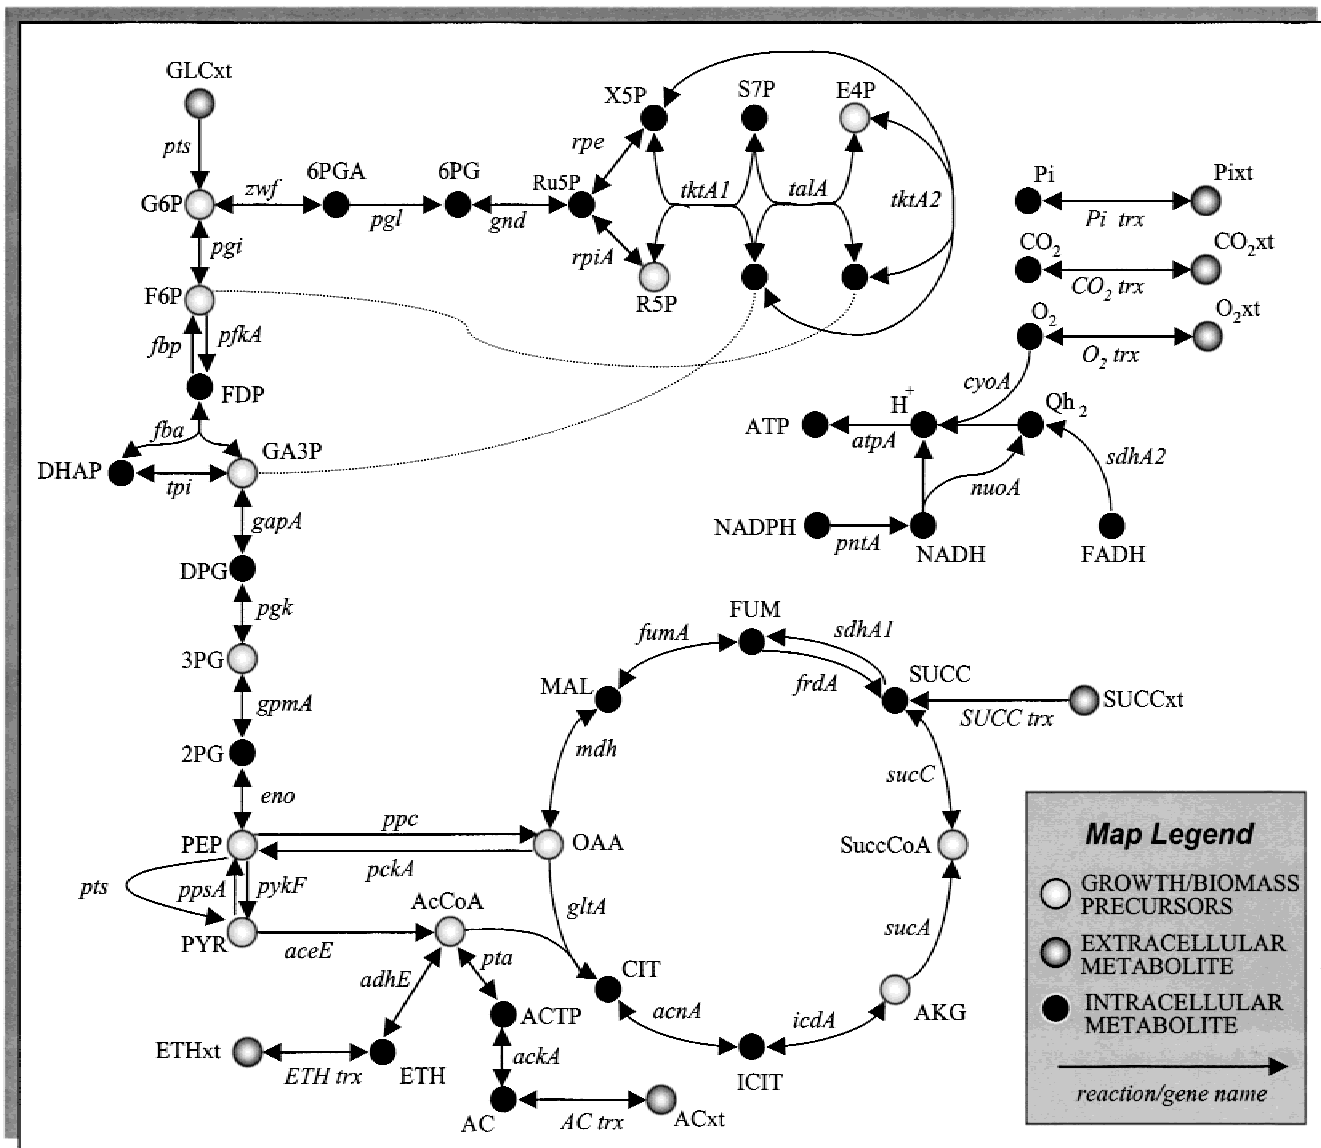 GLCxt
pts
G6P
zwf
6PGA
pgl
6PG
gnd
Ru5P
rpe
rpiA
X5P
R5P
tktA1
S7P
talA
E4P
tktA2
pgi
F6P
fbp
pfkA
FDP
fba
DHAP
tpi
GA3P
gapA
DPG
pgk
3PG
gpmA
2PG
eno
PEP
ppc
pckA
OAA
pts
ppsA
pykF
PYR
aceE
AcCoA
gltA
adhE
pta
ACTP
ackA
AC
AC trx
ACxt
ETHxt
ETH trx
ETH
CIT
acnA
ICIT
icdA
AKG
sucA
SuccCoA
sucC
SUCC
SUCC trx
SUCCxt
sdhA1
frdA
FUM
fumA
MAL
mdh
Pi
Pixt
Pi trx
CO2
CO2xt
CO2 trx
O2
O2xt
O2 trx
cyoA
ATP
atpA
H+
Qh2
nuoA
sdhA2
NADPH
pntA
NADH
FADH
Map Legend
GROWTH/BIOMASS
PRECURSORS
EXTRACELLULAR
METABOLITE
INTRACELLULAR
METABOLITE
reaction/gene name